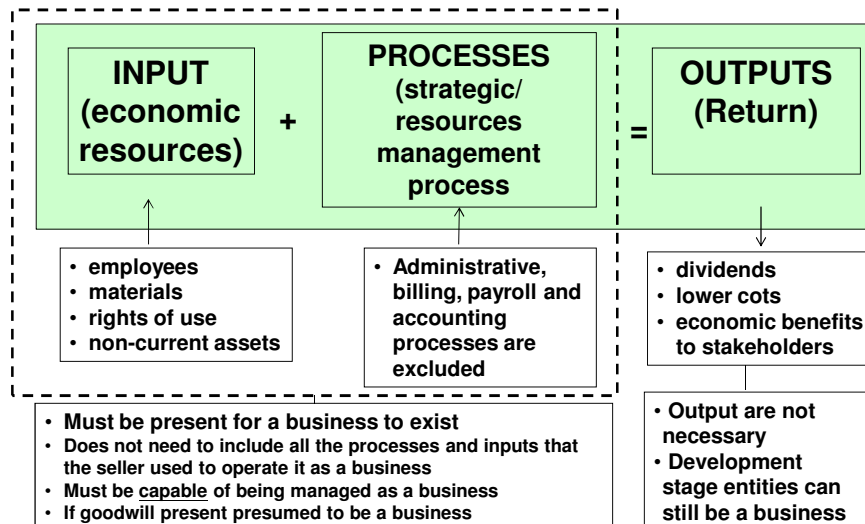 INPUT
(economic
resources)
+
PROCESSES
(strategic/
resources
management
process
=
OUTPUTS
(Return)
• employees
• materials
• rights of use
• non-current assets
• Administrative,
billing, payroll and
accounting
processes are
excluded
• dividends
• lower cots
• economic benefits
to stakeholders
• Must be present for a business to exist
• Does not need to include all the processes and inputs that
the seller used to operate it as a business
• Must be capable of being managed as a business
• If goodwill present presumed to be a business
• Output are not
necessary
• Development
stage entities can
still be a business